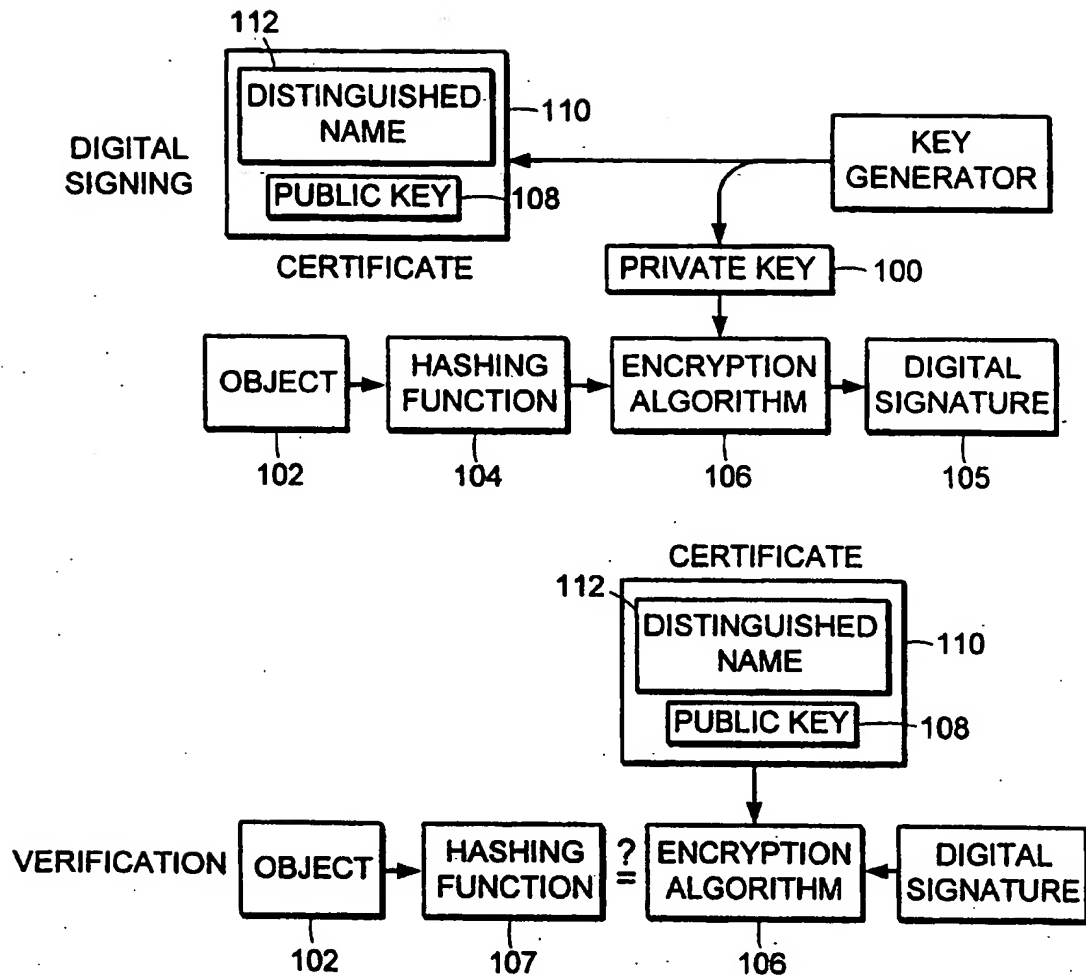 112
DISTINGUISHED
NAME
110
DIGITAL
SIGNING
PUBLIC KEY
108
CERTIFICATE
KEY
GENERATOR
PRIVATE KEY
100
OBJECT
HASHING
FUNCTION
ENCRYPTION
ALGORITHM
DIGITAL
SIGNATURE
102
104
106
105
CERTIFICATE
112
DISTINGUISHED
NAME
110
PUBLIC KEY
108
VERIFICATION
OBJECT
HASHING
FUNCTION
?
=
ENCRYPTION
ALGORITHM
DIGITAL
SIGNATURE
102
107
106